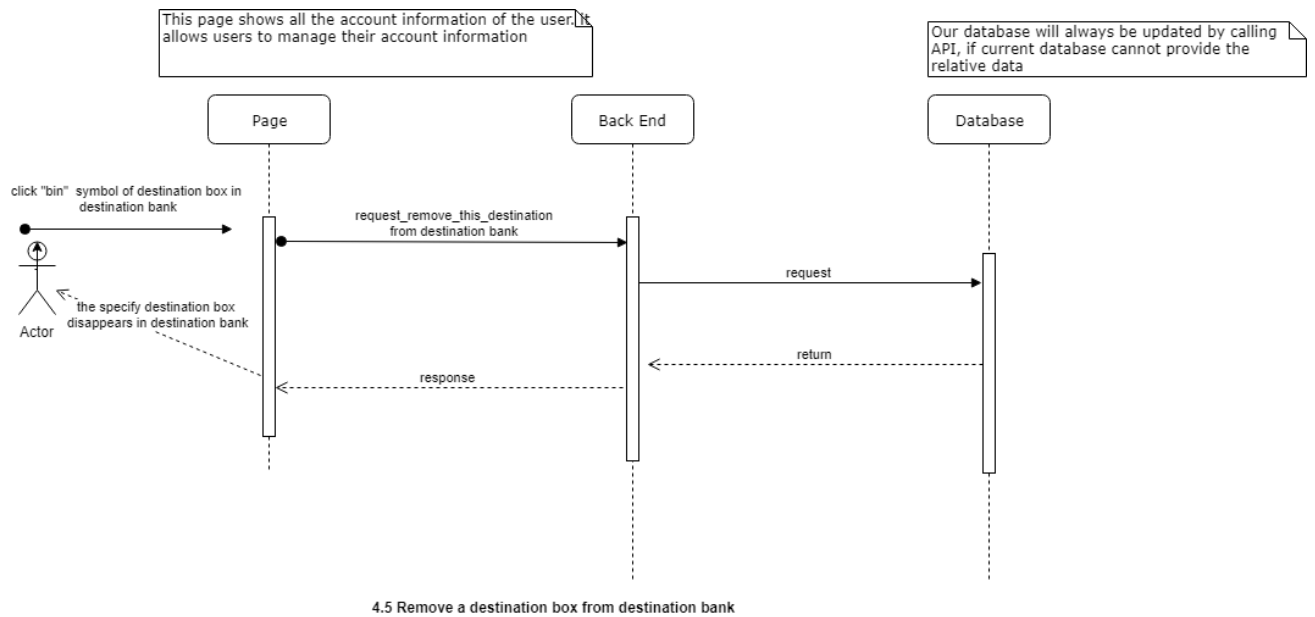 This page shows all the account information of the user. It
allows users to manage their account information
Our database will always be updated by calling
API, if current database cannot provide the
relative data
Page
Back End
Database
click "bin" symbol of destination box in
destination bank
request_remove_this_destination
from destination bank
request
the specify destination box
disappears in destination bank
Actor
return
response
4.5 Remove a destination box from destination bank